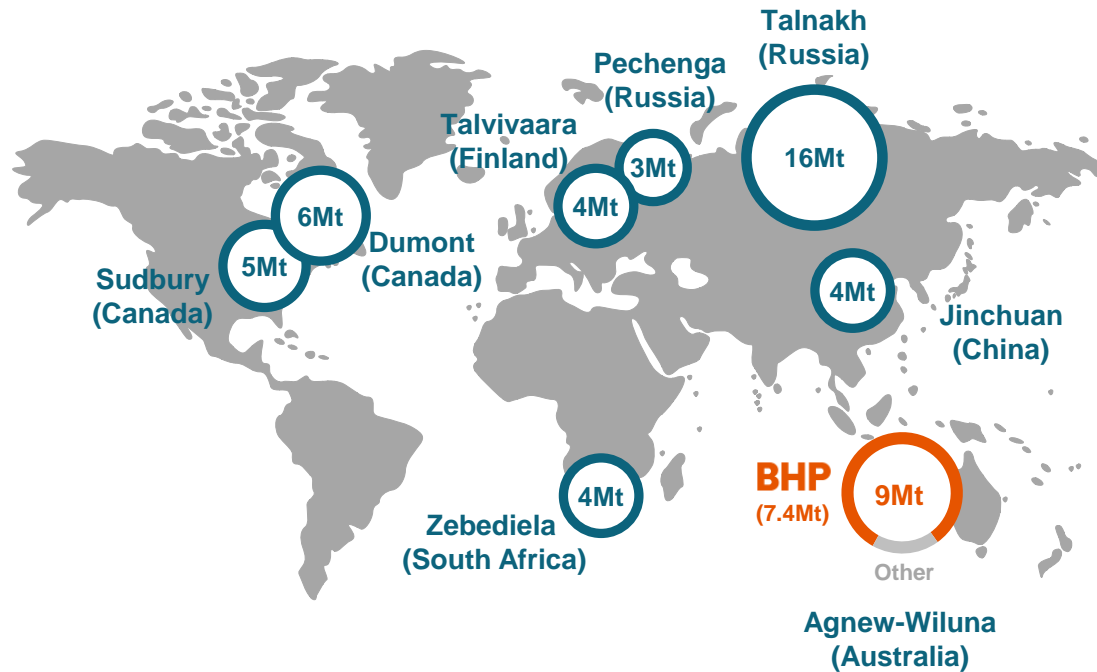 Talnakh
(Russia)
16Mt
Pechenga
(Russia)
3Mt
Talvivaara
(Finland)
4Mt
6Mt
Dumont
(Canada)
5Mt
Sudbury
(Canada)
4Mt
Jinchuan
(China)
4Mt
Zebediela
(South Africa)
BHP
(7.4Mt)
9Mt
Other
Agnew-Wiluna
(Australia)